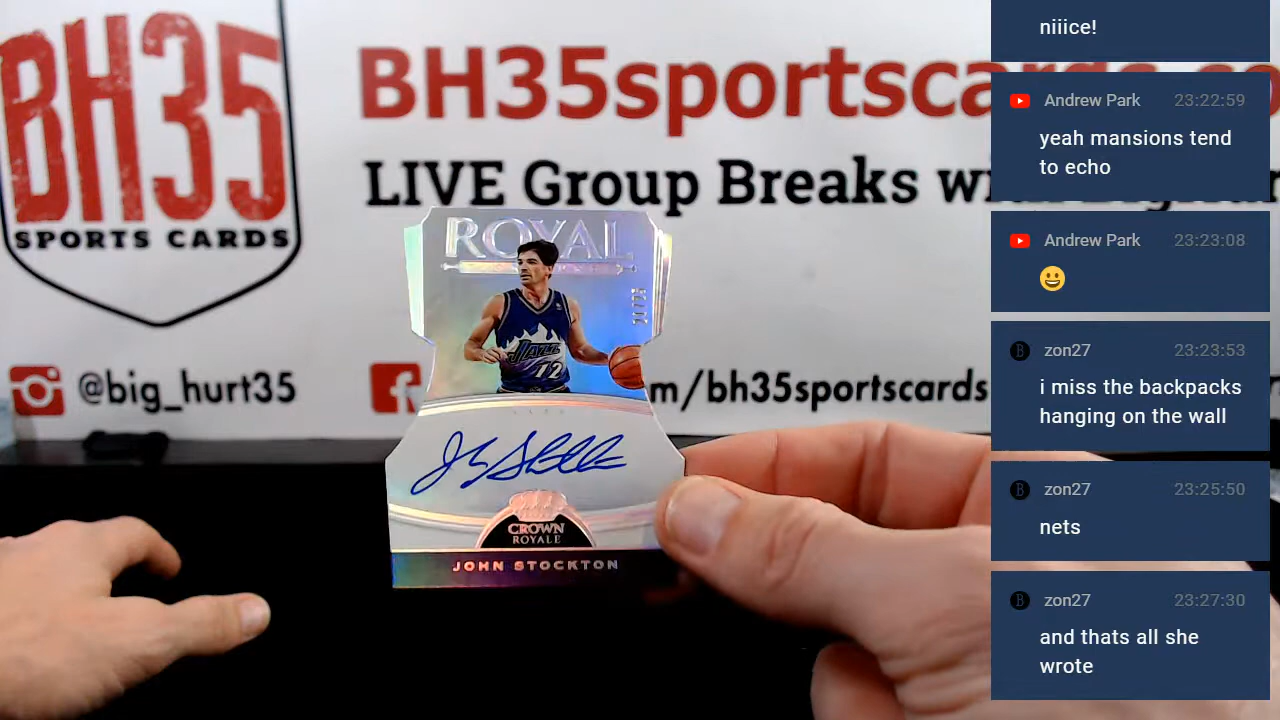 BH35
SPORTS CARDS
BH35sportsca
LIVE Group Breaks wi
@big_hurt35
m/bh35sportscards
ROYAL
JAZZ
12
CROWN
ROYALE
JOHN STOCKTON
niiice!
Andrew Park 23:22:59
yeah mansions tend
to echo
Andrew Park 23:23:08
zon27 23:23:53
i miss the backpacks
hanging on the wall
zon27 23:25:50
nets
zon27 23:27:30
and thats all she
wrote